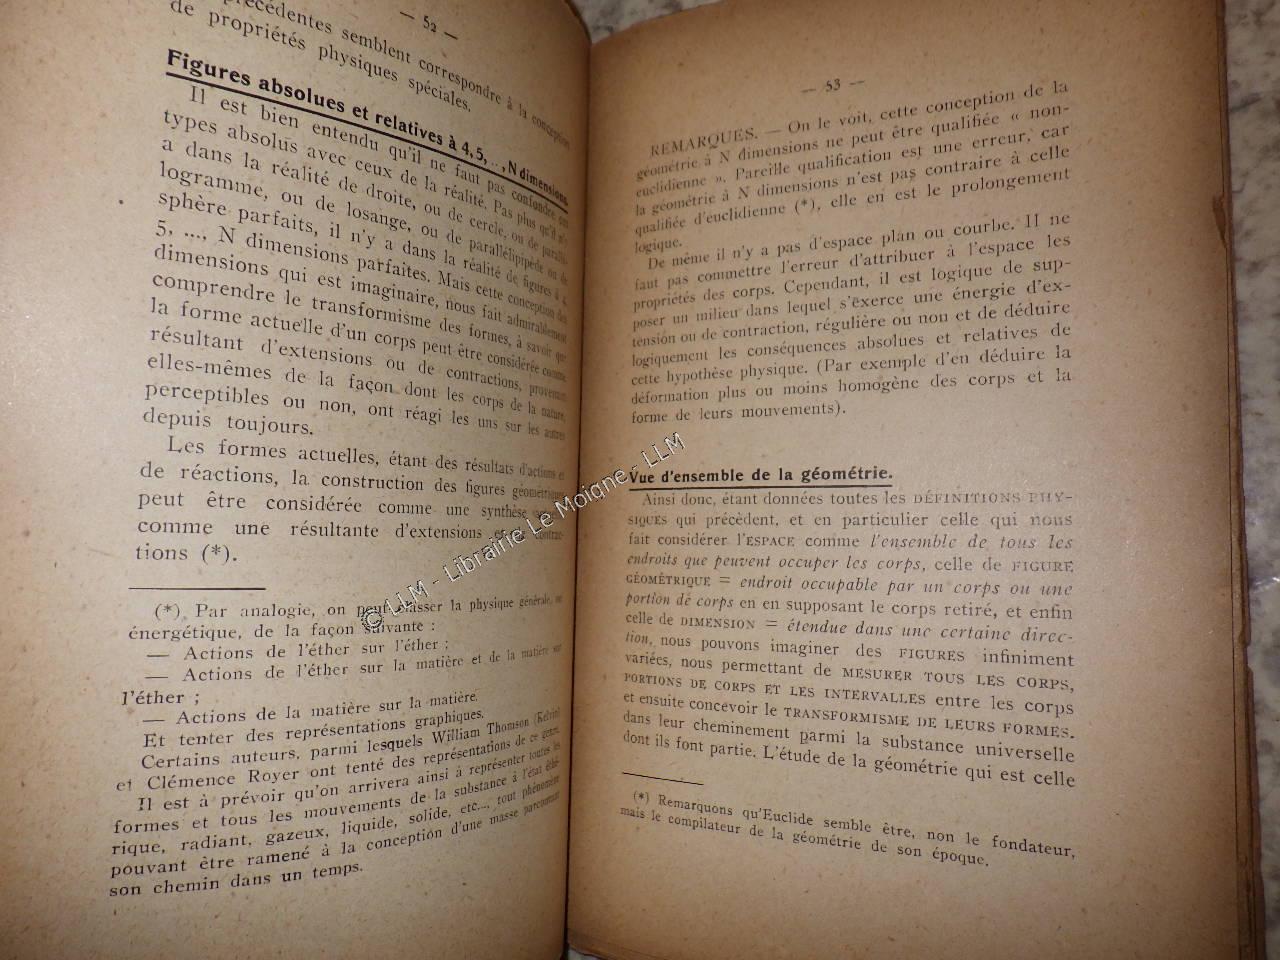 — 52 —
précédentes semblent correspondre à la conception
de propriétés physiques spéciales.
Figures absolues et relatives à 4, 5, ..., N dimensions.
Il est bien entendu qu'il ne faut pas confondre ces
types absolus avec ceux de la réalité. Pas plus qu'il n'y
a dans la réalité de droite, ou de cercle, ou de parallé-
logramme, ou de losange, ou de parallélipipède ou de
sphère parfaits, il n'y a dans la réalité de figures à 4,
5, ..., N dimensions parfaites. Mais cette conception des
dimensions qui est imaginaire, nous fait admirablement
comprendre le transformisme des formes, à savoir que
la forme actuelle d'un corps peut être considérée comme
résultant d'extensions ou de contractions, provenant
elles-mêmes de la façon dont les corps de la nature,
perceptibles ou non, ont réagi les uns sur les autres
depuis toujours.
Les formes actuelles, étant des résultats d'actions et
de réactions, la construction des figures géométriques
peut être considérée comme une synthèse
comme une résultante d'extensions et de contrac-
tions (*).
(*) Par analogie, on peut classer la physique générale, ou
énergétique, de la façon suivante :
— Actions de l'éther sur l'éther ;
— Actions de l'éther sur la matière et de la matière sur
l'éther ;
— Actions de la matière sur la matière.
Et tenter des représentations graphiques.
Certains auteurs, parmi lesquels William Thomson (Kelvin)
et Clémence Royer ont tenté des représentations de ce genre.
Il est à prévoir qu'on arrivera ainsi à représenter toutes les
formes et tous les mouvements de la substance à l'état éthé-
rique, radiant, gazeux, liquide, solide, etc..., tout phénomène
pouvant être ramené à la conception d'une masse parcourant
son chemin dans un temps.
— 53 —
REMARQUES. — On le voit, cette conception de la
géométrie à N dimensions ne peut être qualifiée « non-
euclidienne ». Pareille qualification est une erreur, car
la géométrie à N dimensions n'est pas contraire à celle
qualifiée d'euclidienne (*), elle en est le prolongement
logique.
De même il n'y a pas d'espace plan ou courbe. Il ne
faut pas commettre l'erreur d'attribuer à l'espace les
propriétés des corps. Cependant, il est logique de sup-
poser un milieu dans lequel s'exerce une énergie d'ex-
tension ou de contraction, régulière ou non et de déduire
logiquement les conséquences absolues et relatives de
cette hypothèse physique. (Par exemple d'en déduire la
déformation plus ou moins homogène des corps et la
forme de leurs mouvements).
Vue d'ensemble de la géométrie.
Ainsi donc, étant données toutes les DÉFINITIONS PHY-
SIQUES qui précèdent, et en particulier celle qui nous
fait considérer l'ESPACE comme l'ensemble de tous les
endroits que peuvent occuper les corps, celle de FIGURE
GÉOMÉTRIQUE = endroit occupable par un corps ou une
portion de corps en en supposant le corps retiré, et enfin
celle de DIMENSION = étendue dans une certaine direc-
tion, nous pouvons imaginer des FIGURES infiniment
variées, nous permettant de MESURER TOUS LES CORPS,
PORTIONS DE CORPS ET LES INTERVALLES entre les corps
et ensuite concevoir le TRANSFORMISME DE LEURS FORMES.
dans leur cheminement parmi la substance universelle
dont ils font partie. L'étude de la géométrie qui est celle
(*) Remarquons qu'Euclide semble être, non le fondateur,
mais le compilateur de la géométrie de son époque.
© LLM - Librairie Le Moigne - LLM